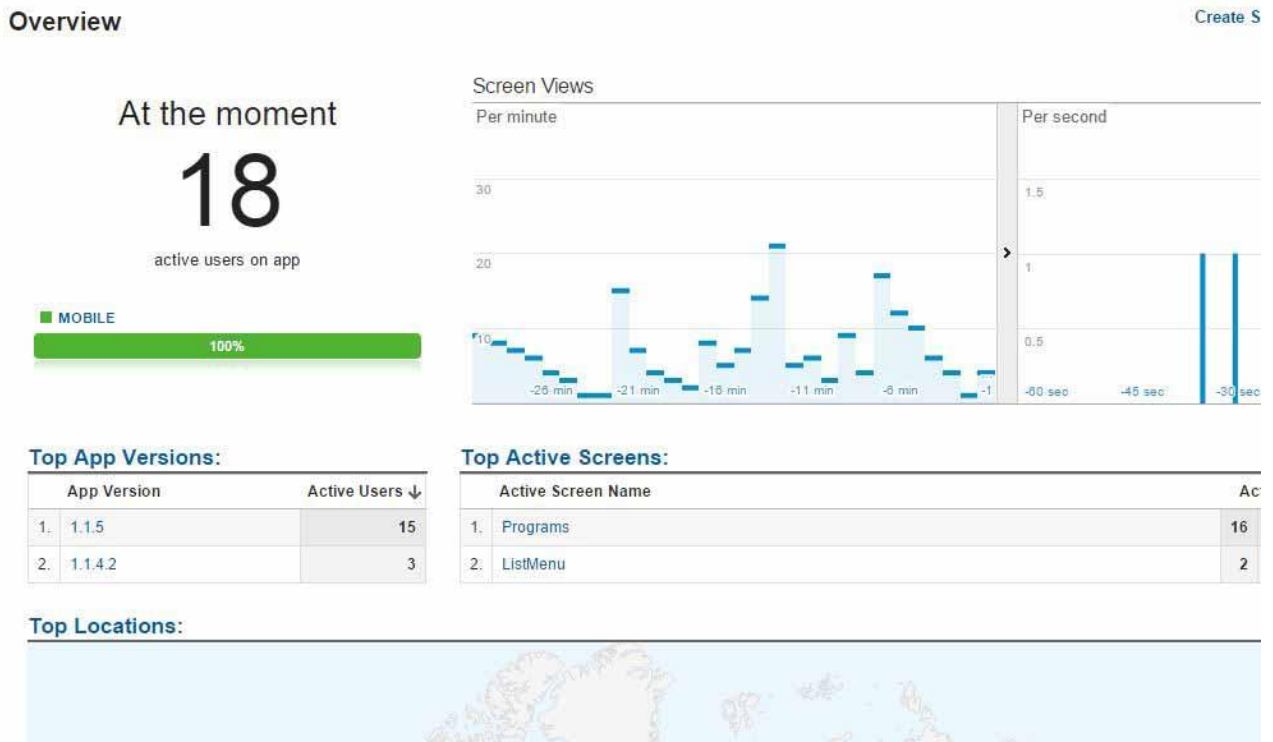 Overview
Create S
At the moment
18
active users on app
MOBILE
100%
Screen Views
Per minute
30
20
10
-26 min
-21 min
-16 min
-11 min
-6 min
-1
Per second
1.5
1
0.5
-60 sec
-45 sec
-30 sec
Top App Versions:
App Version Active Users
1. 1.1.5 15
2. 1.1.4.2 3
Top Active Screens:
Active Screen Name Act
1. Programs 16
2. ListMenu 2
Top Locations: